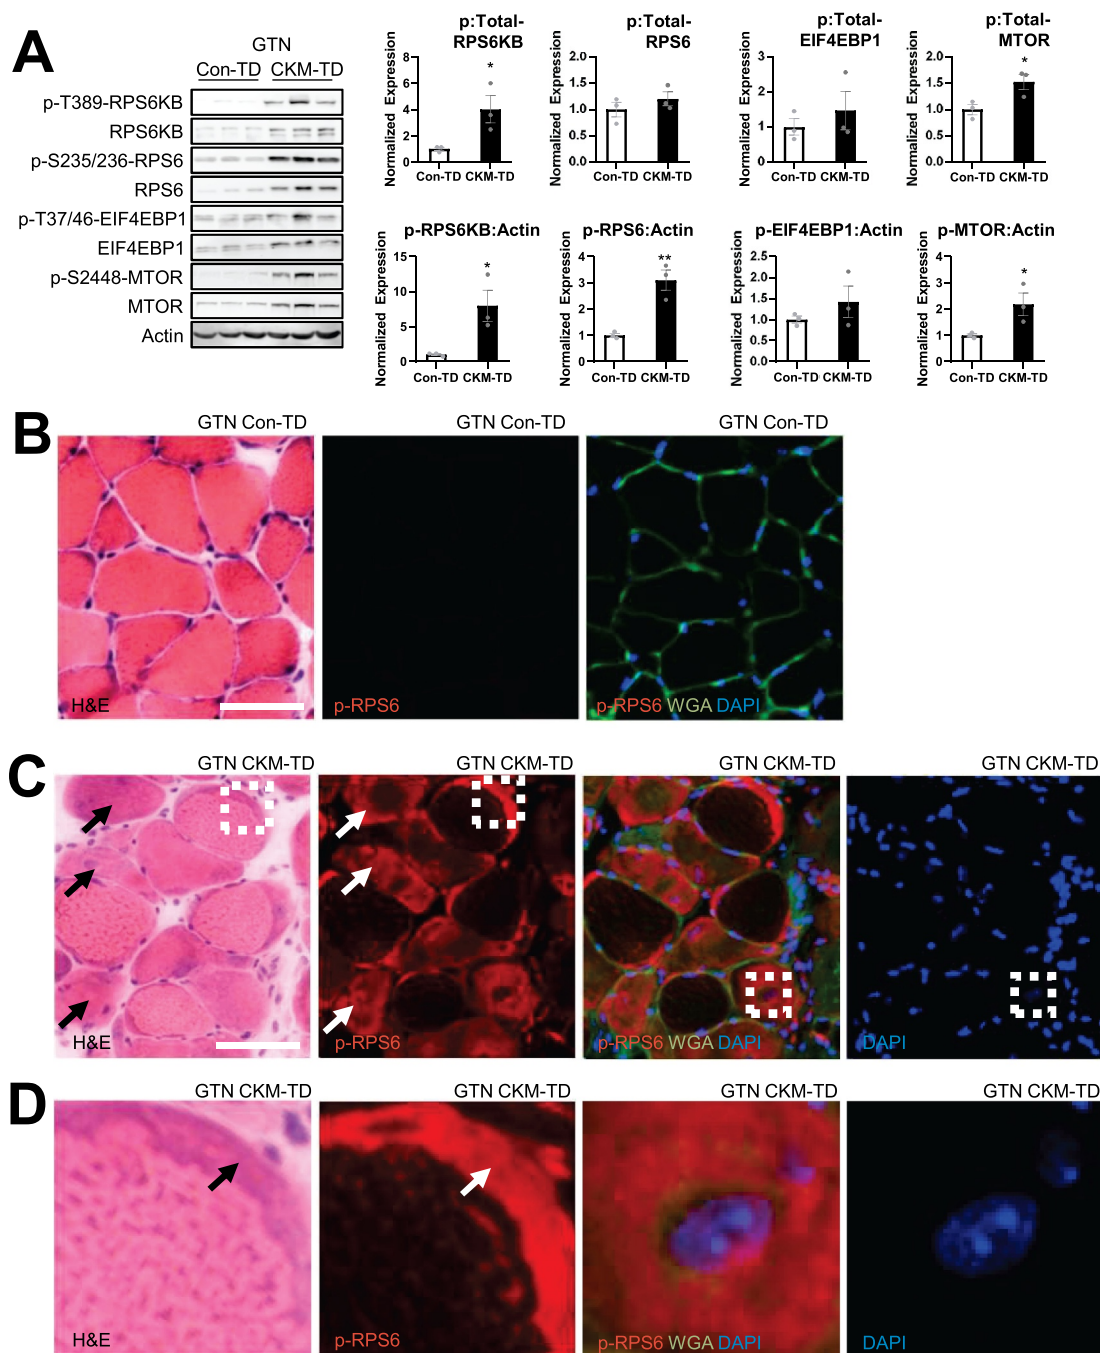 A
GTN
Con-TD CKM-TD
p-T389-RPS6KB
RPS6KB
p-S235/236-RPS6
RPS6
p-T37/46-EIF4EBP1
EIF4EBP1
p-S2448-MTOR
MTOR
Actin
p:Total-
RPS6KB
Normalized Expression
8
6
4
2
0
*
Con-TD CKM-TD
p:Total-
RPS6
Normalized Expression
2.0
1.5
1.0
0.5
0.0
Con-TD CKM-TD
p:Total-
EIF4EBP1
Normalized Expression
3
2
1
0
Con-TD CKM-TD
p:Total-
MTOR
Normalized Expression
2.0
1.5
1.0
0.5
0.0
*
Con-TD CKM-TD
p-RPS6KB:Actin
Normalized Expression
15
10
5
0
*
Con-TD CKM-TD
p-RPS6:Actin
Normalized Expression
5
4
3
2
1
0
**
Con-TD CKM-TD
p-EIF4EBP1:Actin
Normalized Expression
2.5
2.0
1.5
1.0
0.5
0.0
Con-TD CKM-TD
p-MTOR:Actin
Normalized Expression
4
3
2
1
0
*
Con-TD CKM-TD
B
GTN Con-TD
GTN Con-TD
GTN Con-TD
H&E
p-RPS6
p-RPS6 WGA DAPI
C
GTN CKM-TD
GTN CKM-TD
GTN CKM-TD
GTN CKM-TD
H&E
p-RPS6
p-RPS6 WGA DAPI
DAPI
D
GTN CKM-TD
GTN CKM-TD
GTN CKM-TD
GTN CKM-TD
H&E
p-RPS6
p-RPS6 WGA DAPI
DAPI